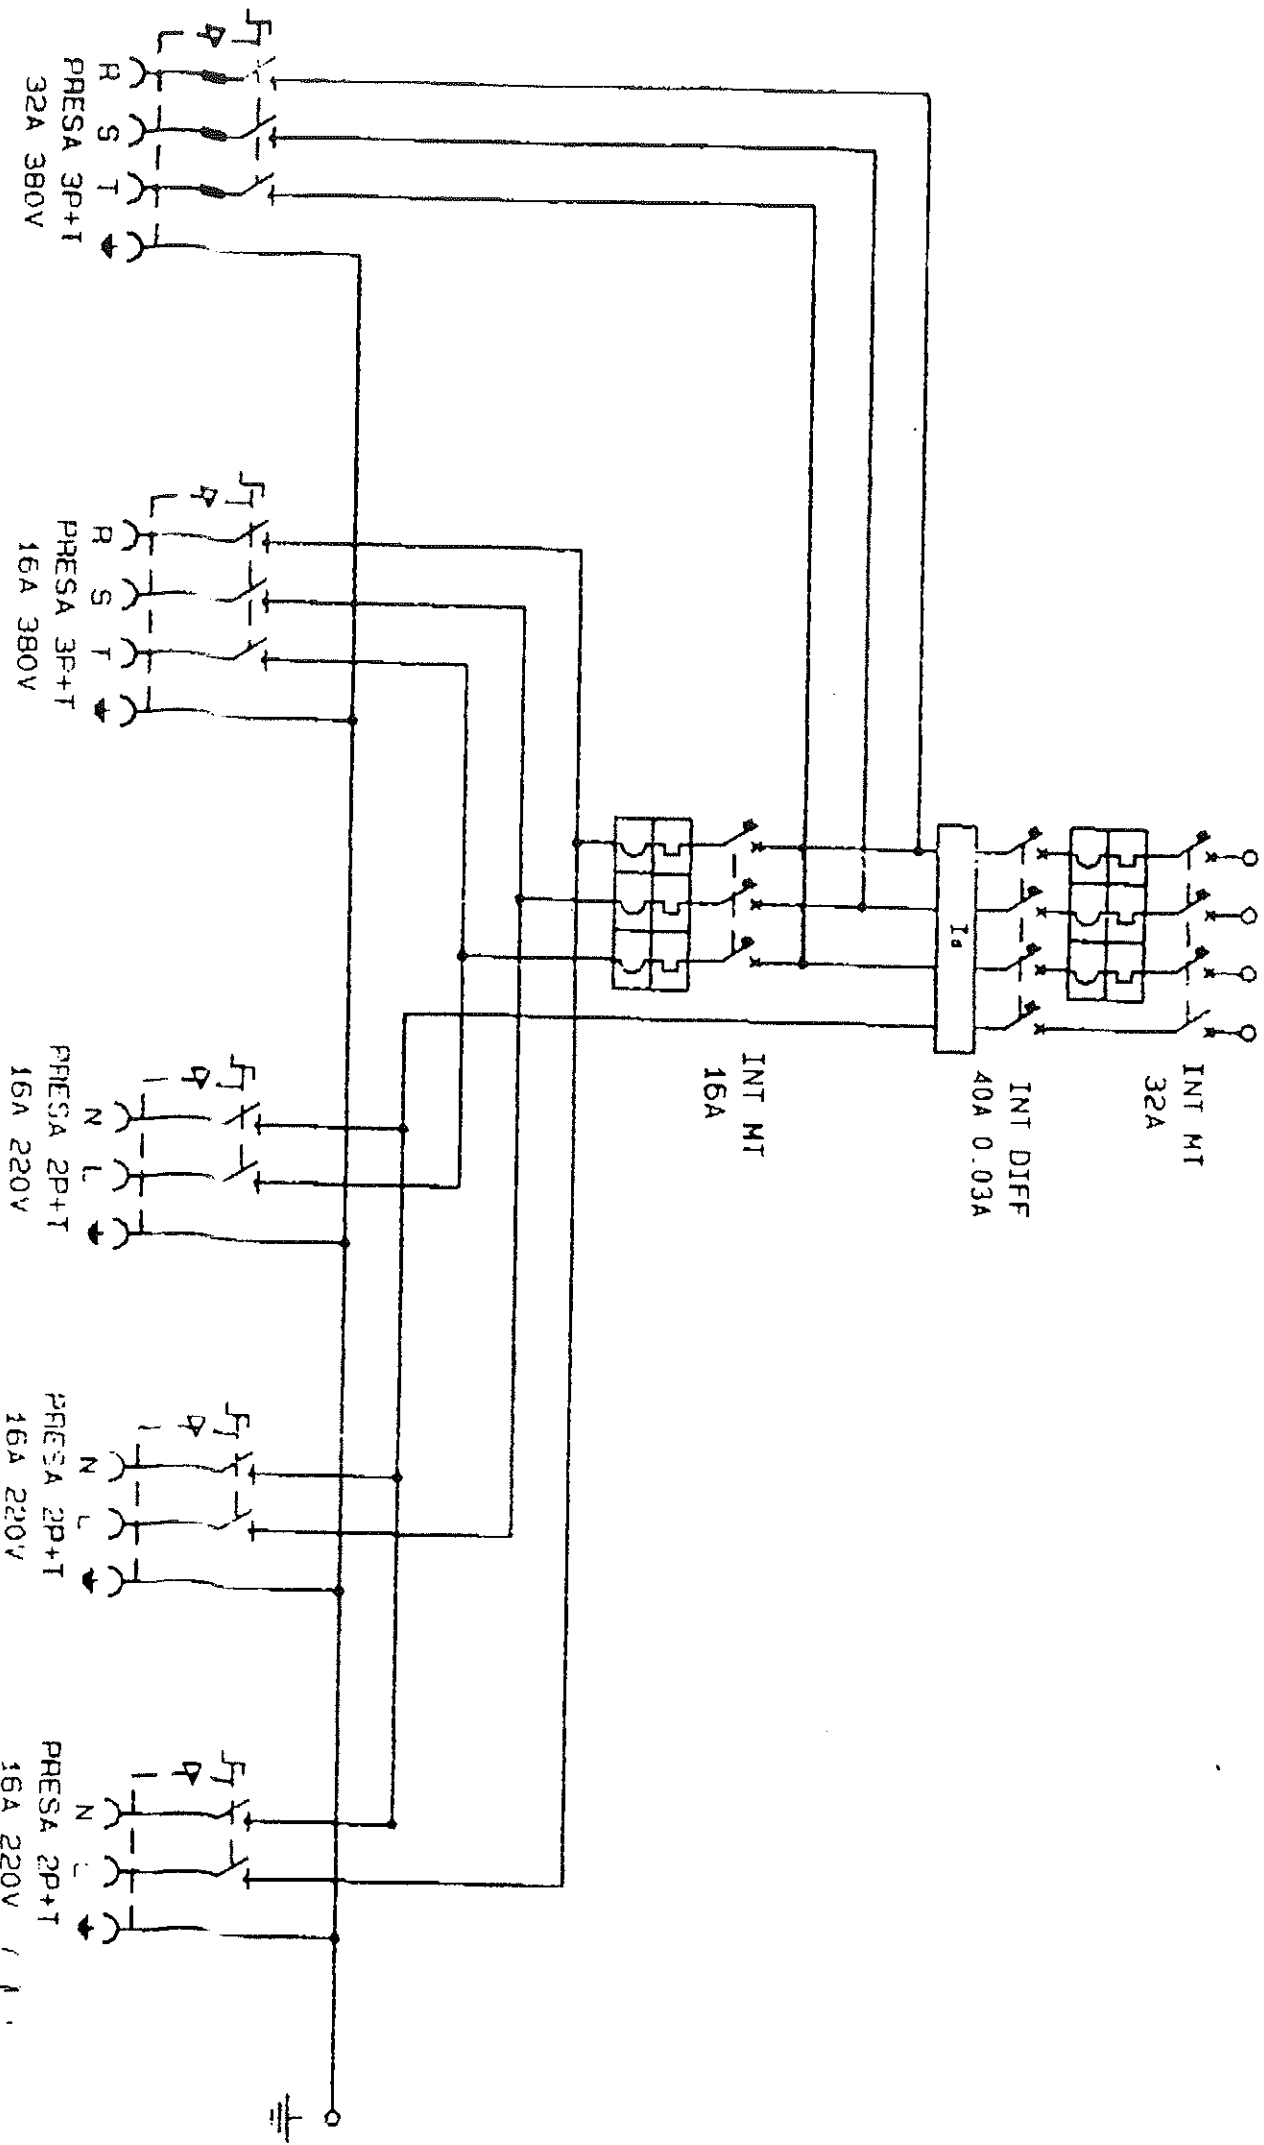 INT MT
32A
INT DIFF
40A 0.03A
Id
INT MT
16A
R S T
PRESA 3P+T
32A 380V
R S T
PRESA 3P+T
16A 380V
N L
PRESA 2P+T
16A 220V
N L
PRESA 2P+T
16A 220V
N L
PRESA 2P+T
16A 220V